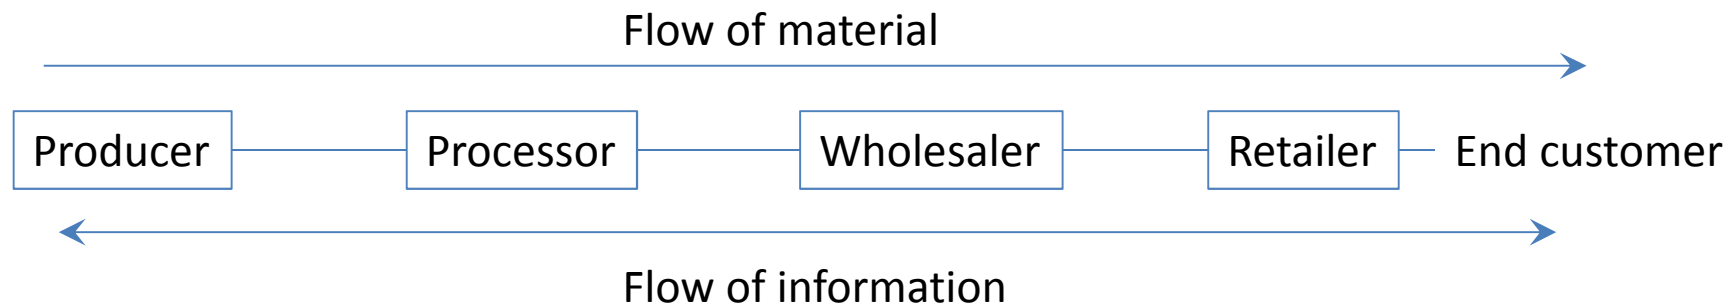 Flow of material
Producer Processor Wholesaler Retailer End customer
Flow of information